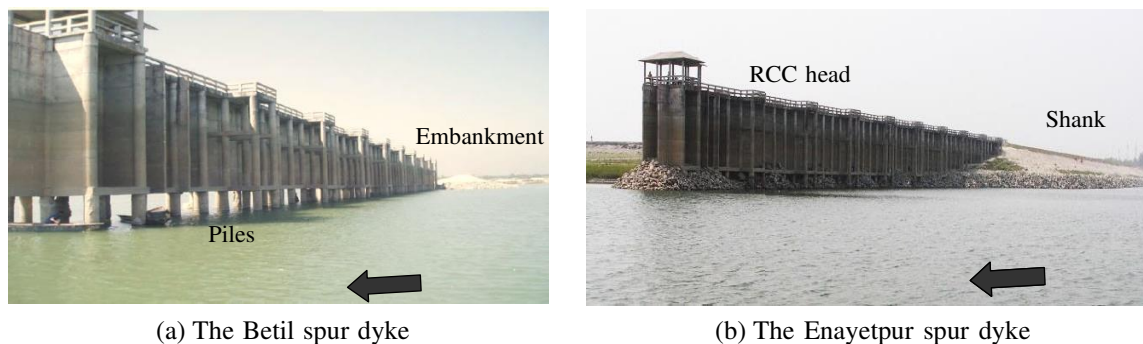 Embankment
Piles
RCC head
Shank
(a) The Betil spur dyke
(b) The Enayetpur spur dyke